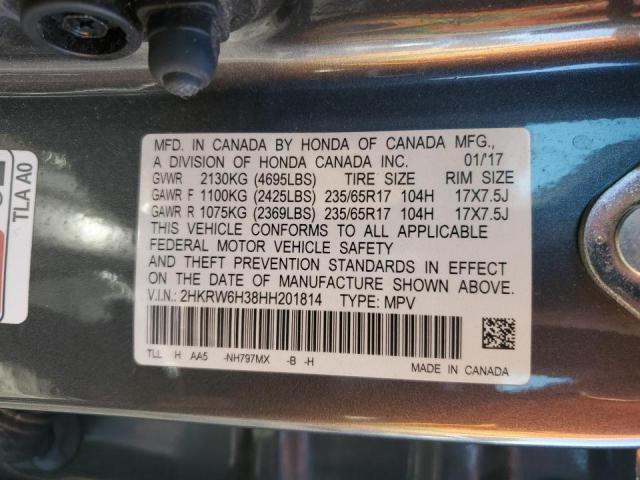 MFD. IN CANADA BY HONDA OF CANADA MFG.,
A DIVISION OF HONDA CANADA INC. 01/17
GVWR 2130KG (4695LBS) TIRE SIZE RIM SIZE
GAWR F 1100KG (2425LBS) 235/65R17 104H 17X7.5J
GAWR R 1075KG (2369LBS) 235/65R17 104H 17X7.5J
THIS VEHICLE CONFORMS TO ALL APPLICABLE
FEDERAL MOTOR VEHICLE SAFETY
AND THEFT PREVENTION STANDARDS IN EFFECT
ON THE DATE OF MANUFACTURE SHOWN ABOVE.
V.I.N.: 2HKRW6H38HH201814 TYPE: MPV
TLL H AA5 -NH797MX -B -H
MADE IN CANADA
TLA A0